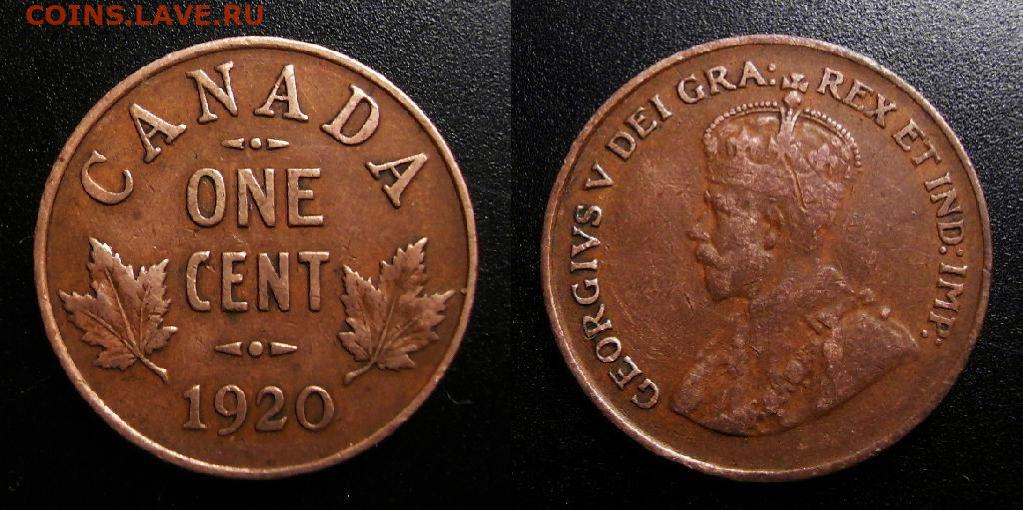 COINS.LAVE.RU
CANADA
ONE
CENT
1920
GEORGIVS V DEI GRA: REX ET IND: IMP: